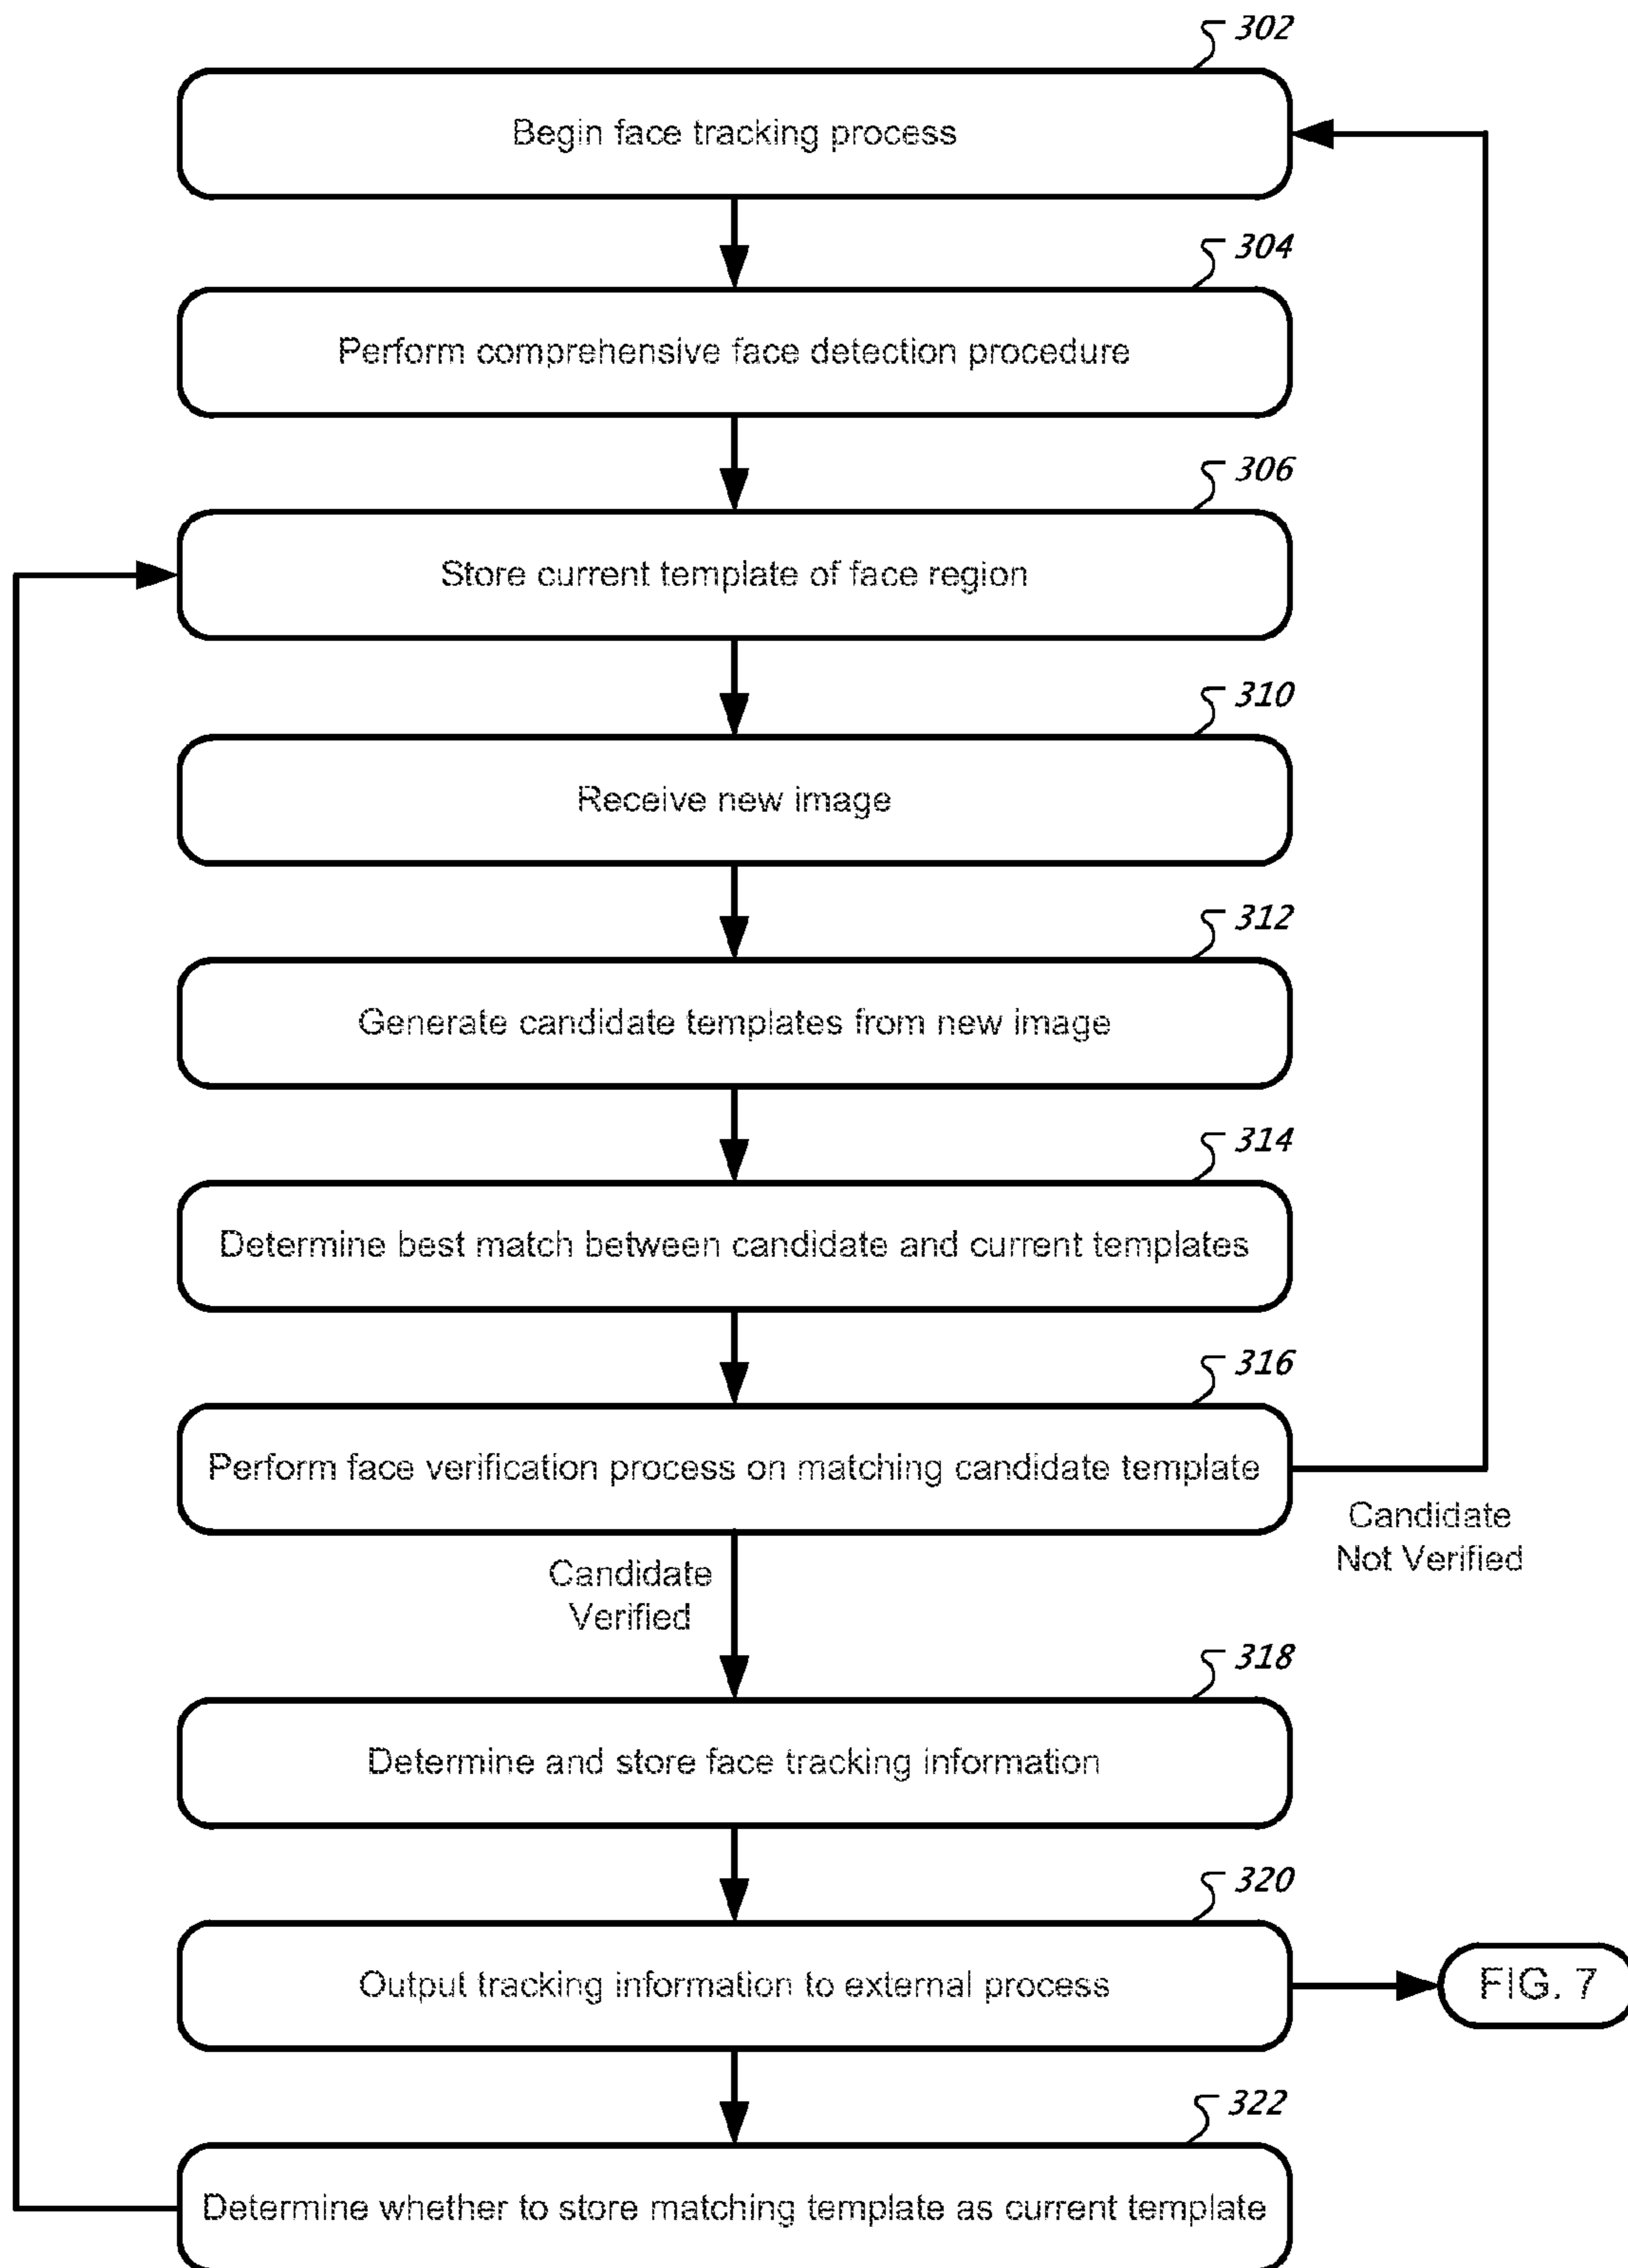 302
Begin face tracking process
304
Perform comprehensive face detection procedure
306
Store current template of face region
310
Receive new image
312
Generate candidate templates from new image
314
Determine best match between candidate and current templates
316
Perform face verification process on matching candidate template
Candidate
Not Verified
Candidate
Verified
318
Determine and store face tracking information
320
Output tracking information to external process
FIG. 7
322
Determine whether to store matching template as current template